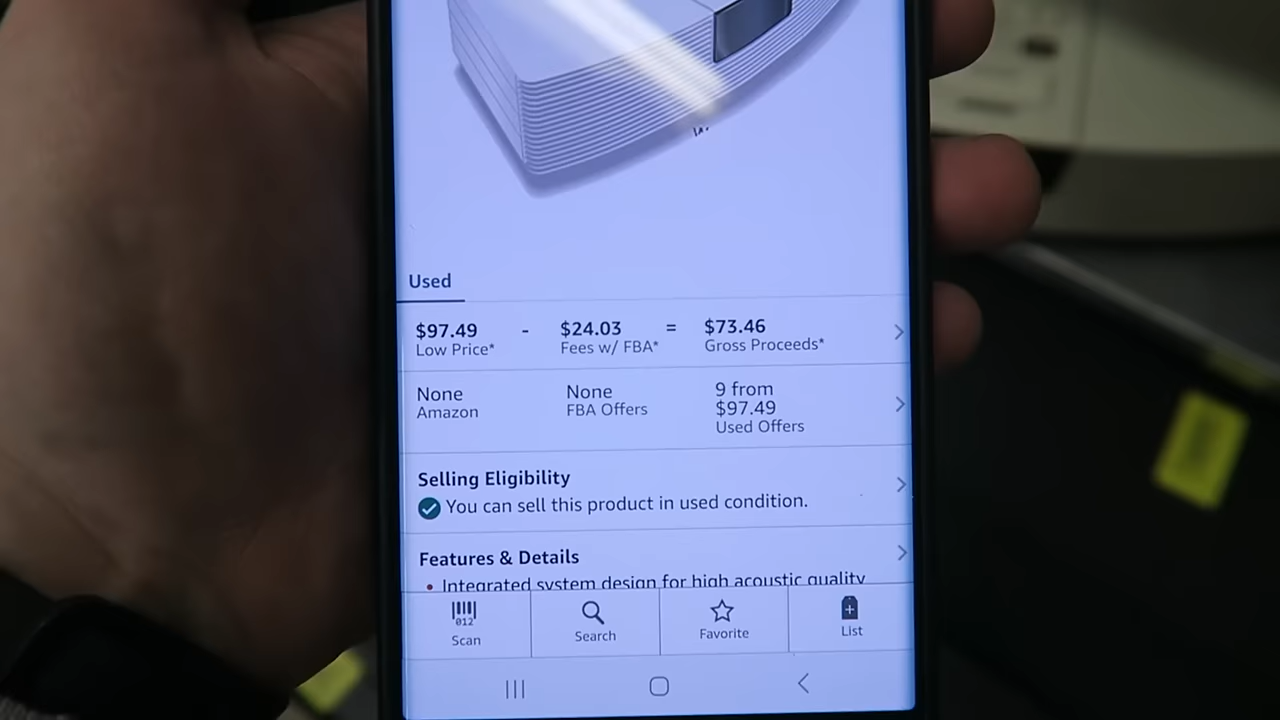 Used
$97.49 - $24.03 = $73.46
Low Price* Fees w/ FBA* Gross Proceeds*
None None 9 from
Amazon FBA Offers $97.49
Used Offers
Selling Eligibility
You can sell this product in used condition.
Features & Details
• Integrated system design for high acoustic quality
012
Scan Search Favorite List